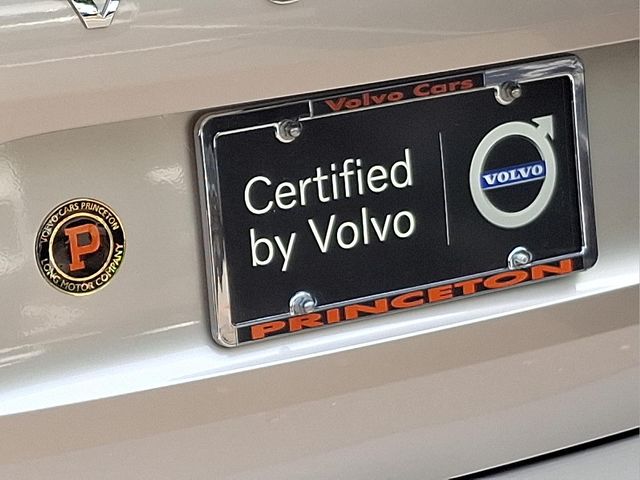 Volvo Cars
Certified
by Volvo
VOLVO
PRINCETON
VOLVO CARS PRINCETON
P
LONG MOTOR COMPANY